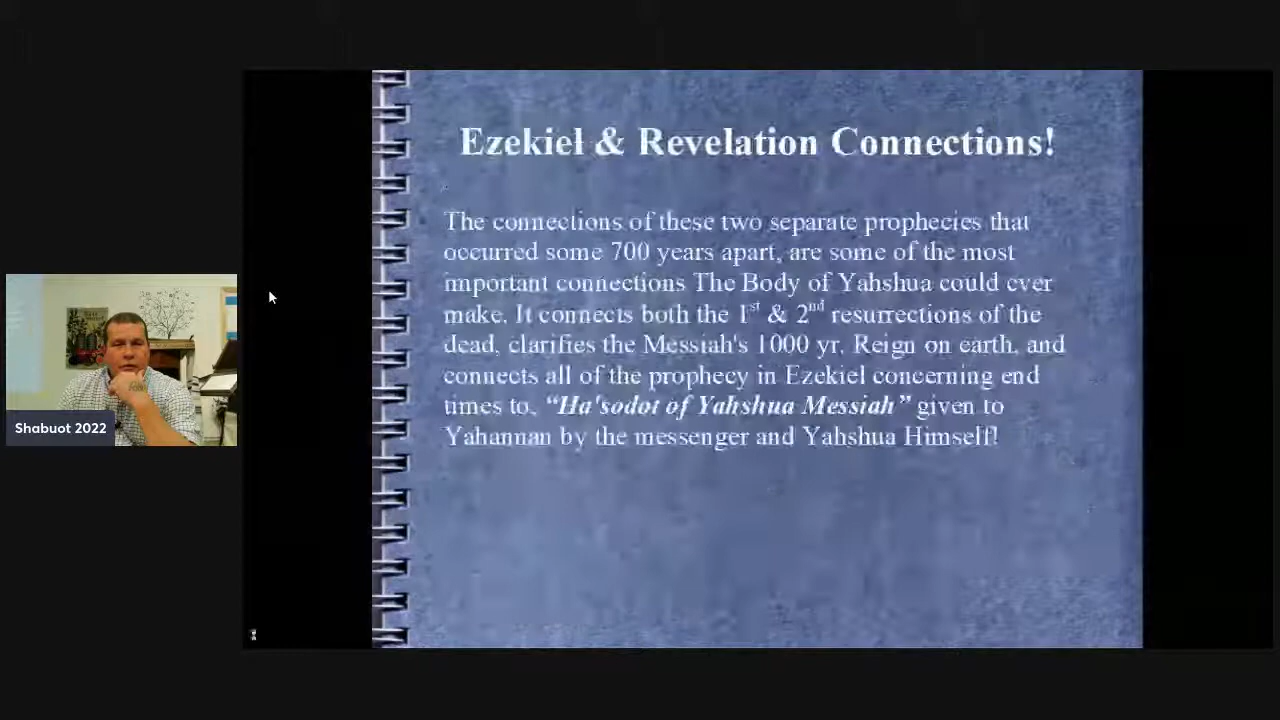 Ezekiel & Revelation Connections!
The connections of these two separate prophecies that
occurred some 700 years apart, are some of the most
important connections The Body of Yahshua could ever
make. It connects both the 1st & 2nd resurrections of the
dead, clarifies the Messiah's 1000 yr. Reign on earth, and
connects all of the prophecy in Ezekiel concerning end
times to, “Ha'sodot of Yahshua Messiah” given to
Yahannan by the messenger and Yahshua Himself!
Shabuot 2022